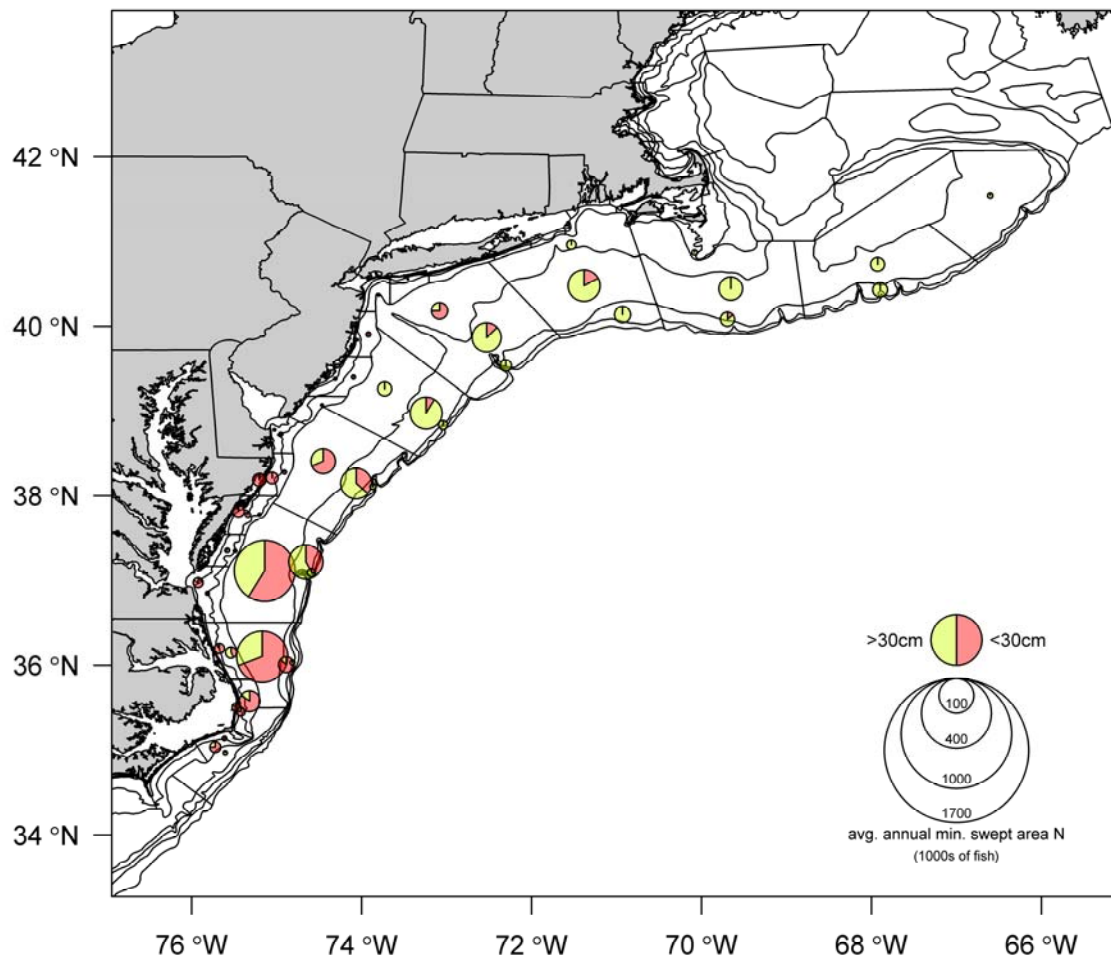 42 °N
40 °N
38 °N
36 °N
34 °N
>30cm <30cm
100
400
1000
1700
avg. annual min. swept area N
(1000s of fish)
76 °W 74 °W 72 °W 70 °W 68 °W 66 °W